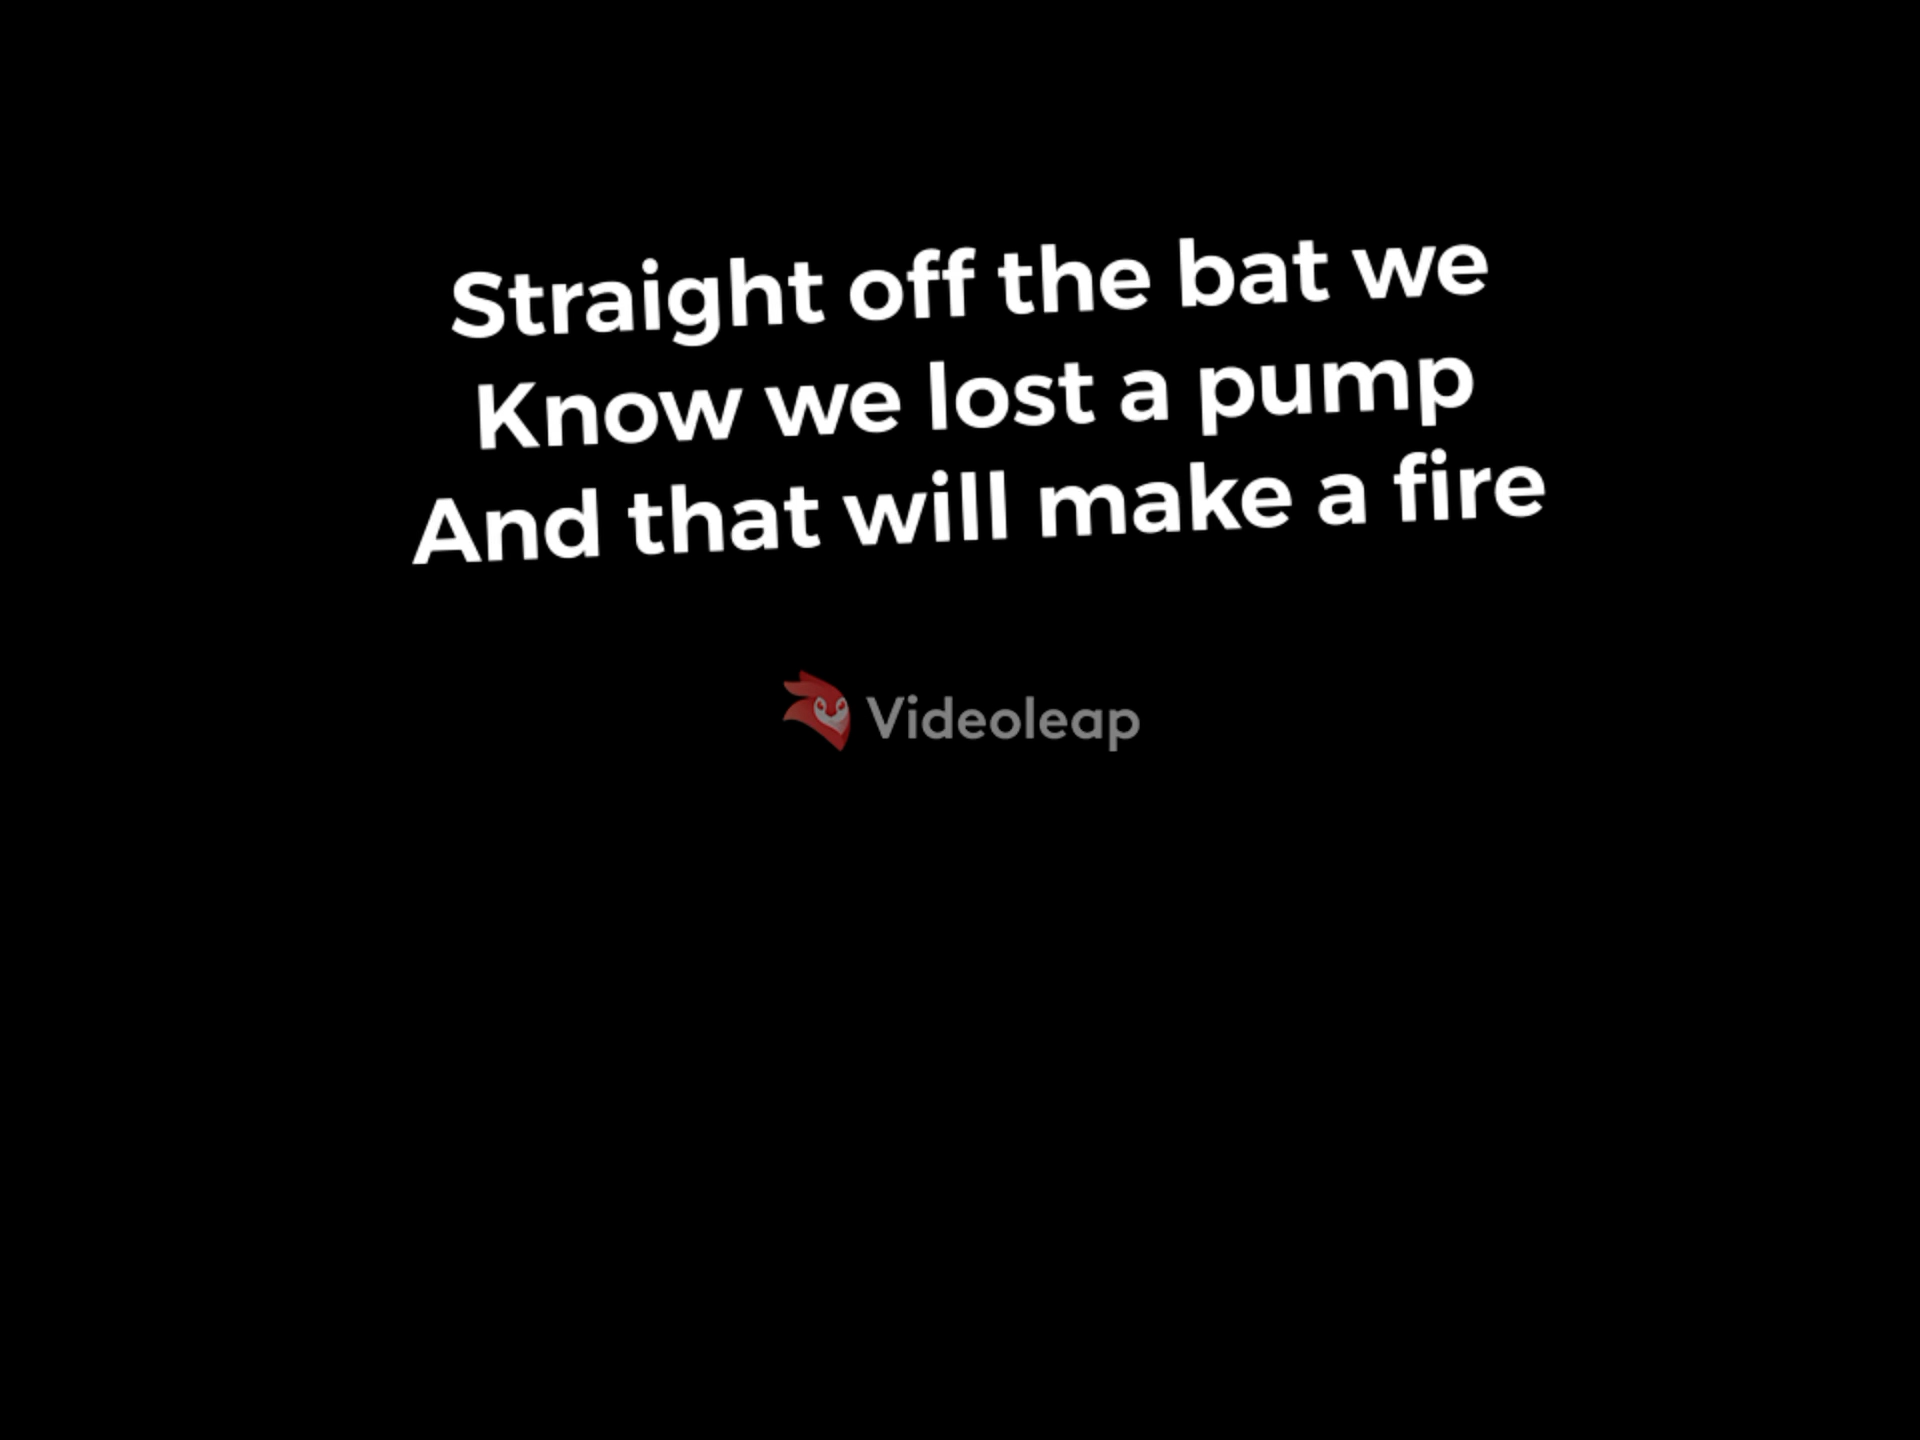 Straight off the bat we
Know we lost a pump
And that will make a fire
Videoleap